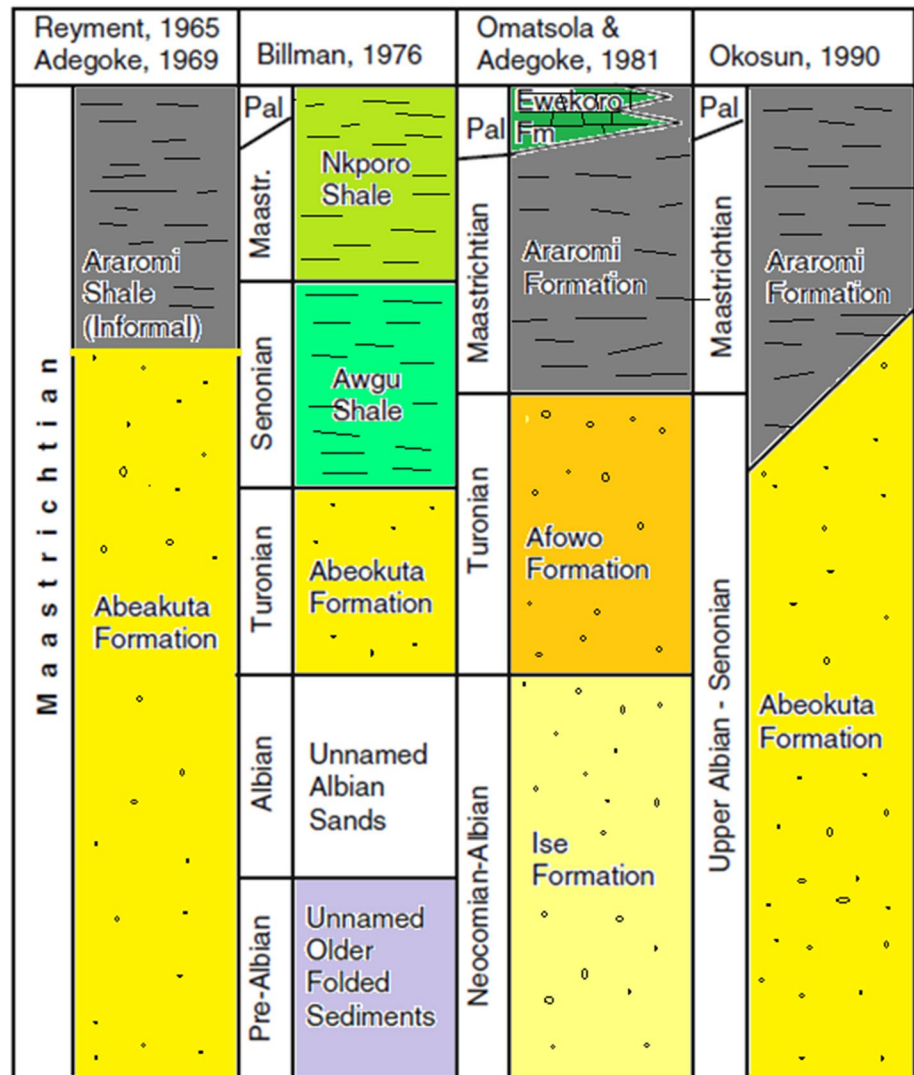 Reyment, 1965
Adegoke, 1969
Billman, 1976
Omatsola &
Adegoke, 1981
Okosun, 1990
Maastrichtian
Araromi
Shale
(Informal)
Abeakuta
Formation
Pal
Maastr.
Senonian
Turonian
Albian
Pre-Albian
Nkporo
Shale
Awgu
Shale
Abeokuta
Formation
Unnamed
Albian
Sands
Unnamed
Older
Folded
Sediments
Pal
Maastrichtian
Turonian
Neocomian-Albian
Ewekoro
Fm
Araromi
Formation
Afowo
Formation
Ise
Formation
Pal
Maastrichtian
Upper Albian - Senonian
Araromi
Formation
Abeokuta
Formation